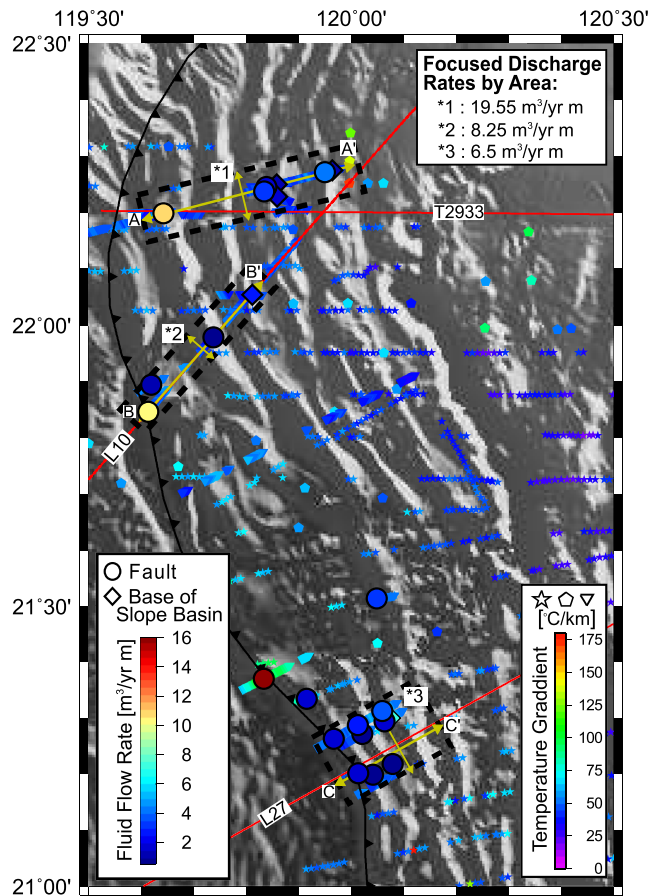 119˚30'
120˚00'
120˚30'
22˚30'
Focused Discharge
Rates by Area:
*1 : 19.55 m³/yr m
*2 : 8.25 m³/yr m
*3 : 6.5 m³/yr m
*1
A'
A
T2933
B'
22˚00'
*2
B
L10
21˚30'
Fault
Base of
Slope Basin
Fluid Flow Rate [m³/yr m]
16
14
12
10
8
6
4
2
[˚C/km]
Temperature Graddient
175
150
125
100
75
50
25
0
*3
C'
C
L27
21˚00'